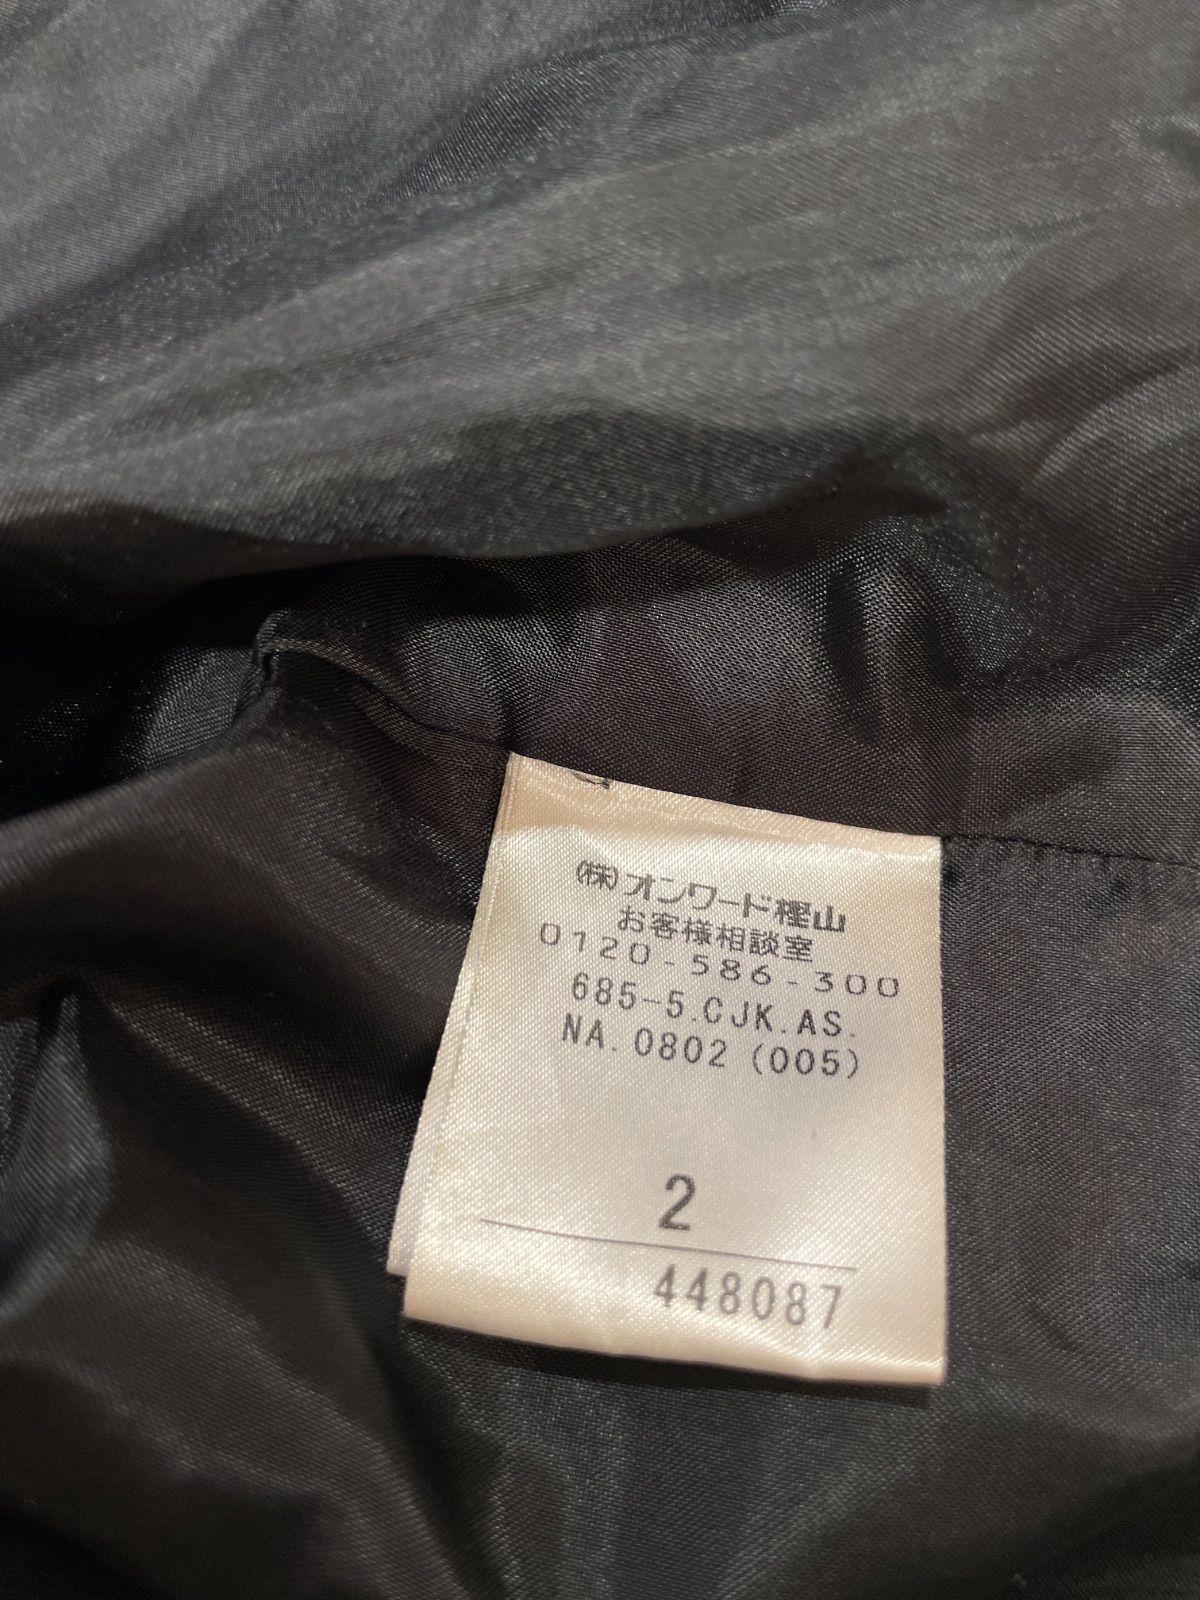 (株)オンワード樫山
お客様相談室
0120-586-300
685-5.CJK.AS.
NA.0802(005)
2
448087